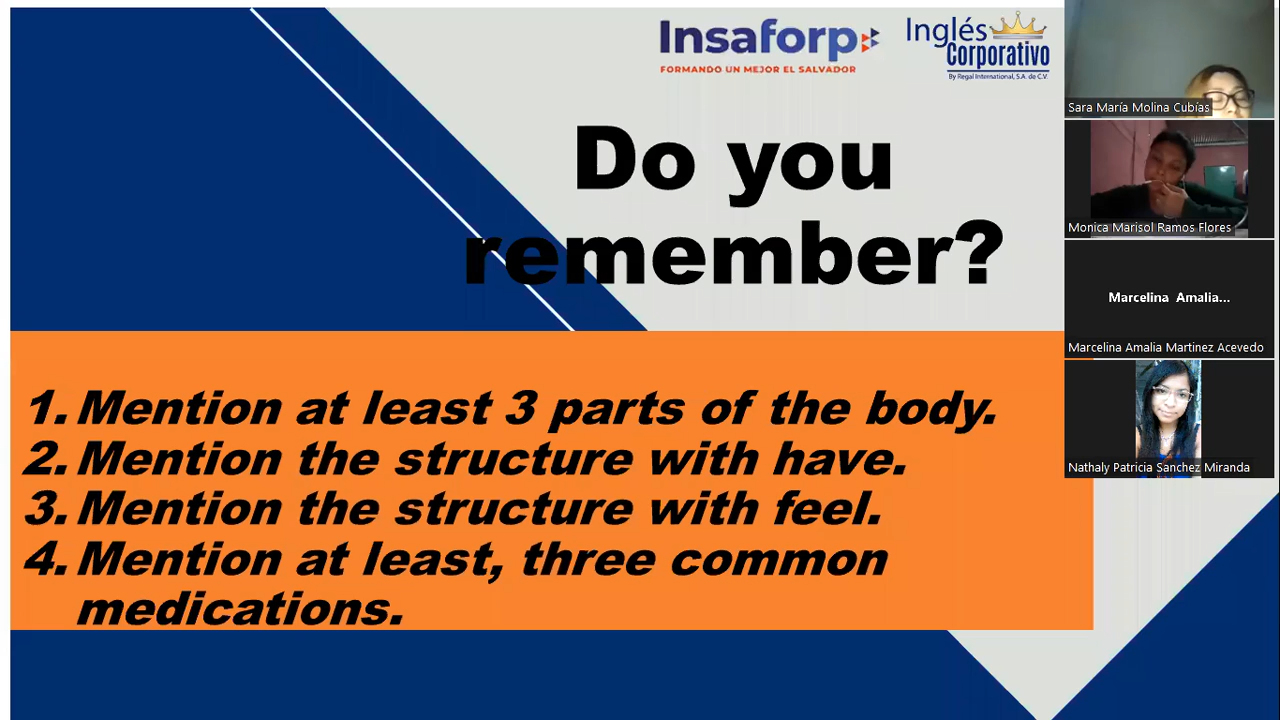 Insaforp
FORMANDO UN MEJOR EL SALVADOR
Inglés
Corporativo
By Regal International, S.A. de C.V.
Do you
remember?
1. Mention at least 3 parts of the body.
2. Mention the structure with have.
3. Mention the structure with feel.
4. Mention at least, three common
medications.
Sara María Molina Cubías
Monica Marisol Ramos Flores
Marcelina Amalia...
Marcelina Amalia Martinez Acevedo
Nathaly Patricia Sanchez Miranda